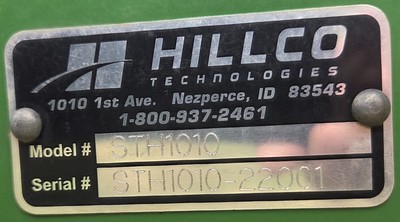 HILLCO
TECHNOLOGIES
1010 1st Ave. Nezperce, ID 83543
1-800-937-2461
Model # STH1010
Serial# STH1010-22001